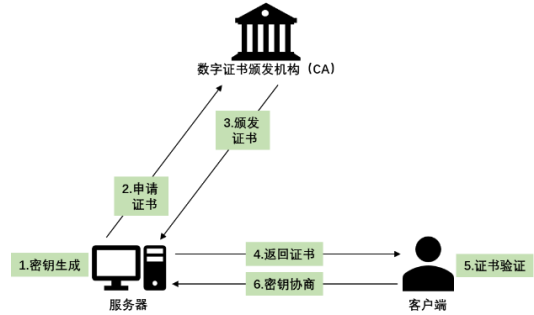 数字证书颁发机构（CA）
3.颁发
证书
2.申请
证书
1.密钥生成
4.返回证书
5.证书验证
6.密钥协商
服务器
客户端